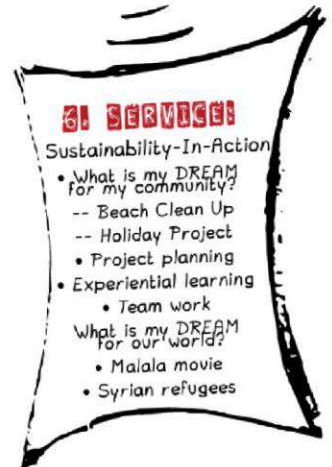 6. SERVICE:
Sustainability-In-Action
• What is my DREAM
for my community?
-- Beach Clean Up
-- Holiday Project
• Project planning
• Experiential learning
• Team work
What is my DREAM
for our world?
• Malala movie
• Syrian refugees